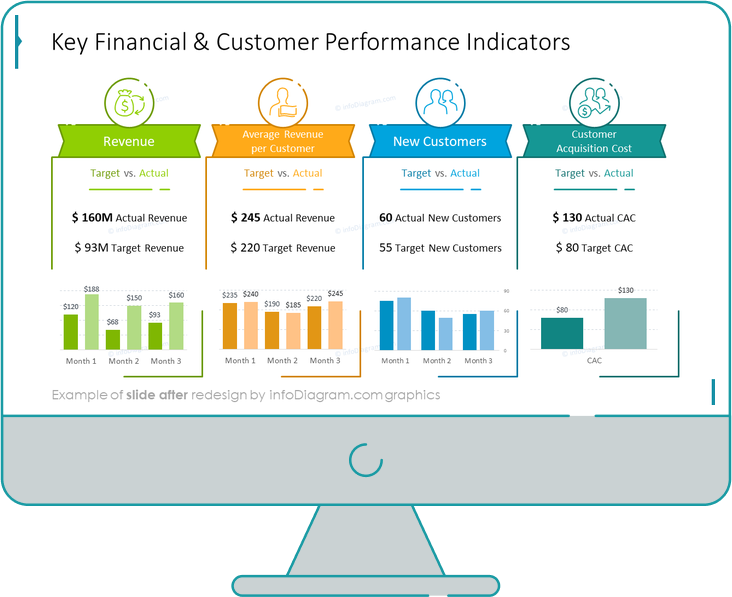 Key Financial & Customer Performance Indicators
Revenue
Target vs. Actual
$ 160M Actual Revenue
$ 93M Target Revenue
$120
$188
$68
$150
$93
$160
Month 1
Month 2
Month 3
Average Revenue
per Customer
Target vs. Actual
$ 245 Actual Revenue
$ 220 Target Revenue
$235
$240
$190
$185
$220
$245
Month 1
Month 2
Month 3
New Customers
Target vs. Actual
60 Actual New Customers
55 Target New Customers
90
60
30
0
Month 1
Month 2
Month 3
Customer
Acquisition Cost
Target vs. Actual
$ 130 Actual CAC
$ 80 Target CAC
$80
$130
CAC
Example of slide after redesign by infoDiagram.com graphics